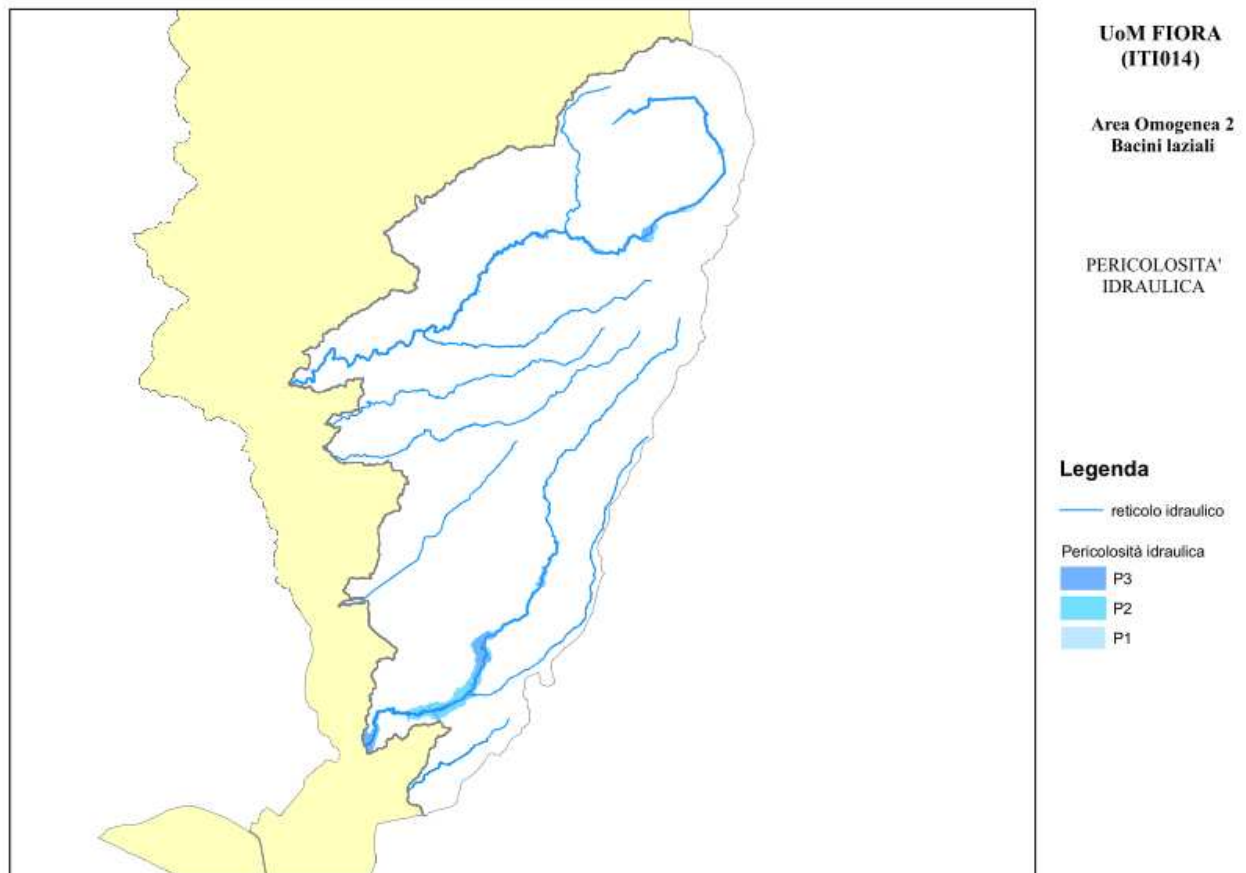 UoM FIORA
(ITI014)
Area Omogenea 2
Bacini laziali
PERICOLOSITA'
IDRAULICA
Legenda
reticolo idraulico
Pericolosità idraulica
P3
P2
P1